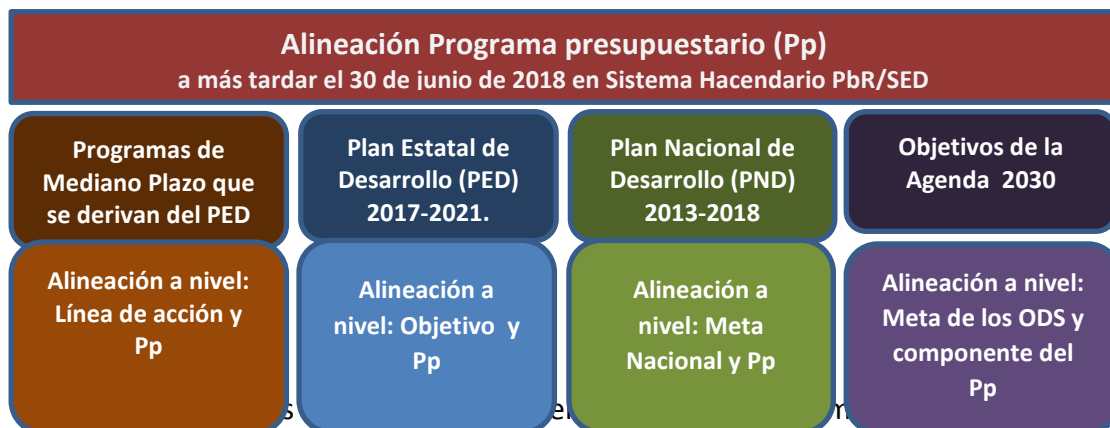 Alineación Programa presupuestario (Pp)
a más tardar el 30 de junio de 2018 en Sistema Hacendario PbR/SED
Programas de
Mediano Plazo que
se derivan del PED
Plan Estatal de
Desarrollo (PED)
2017-2021.
Plan Nacional de
Desarrollo (PND)
2013-2018
Objetivos de la
Agenda 2030
Alineación a nivel:
Línea de acción y
Pp
Alineación a
nivel: Objetivo y
Pp
Alineación a
nivel: Meta
Nacional y Pp
Alineación a nivel:
Meta de los ODS y
componente del
Pp